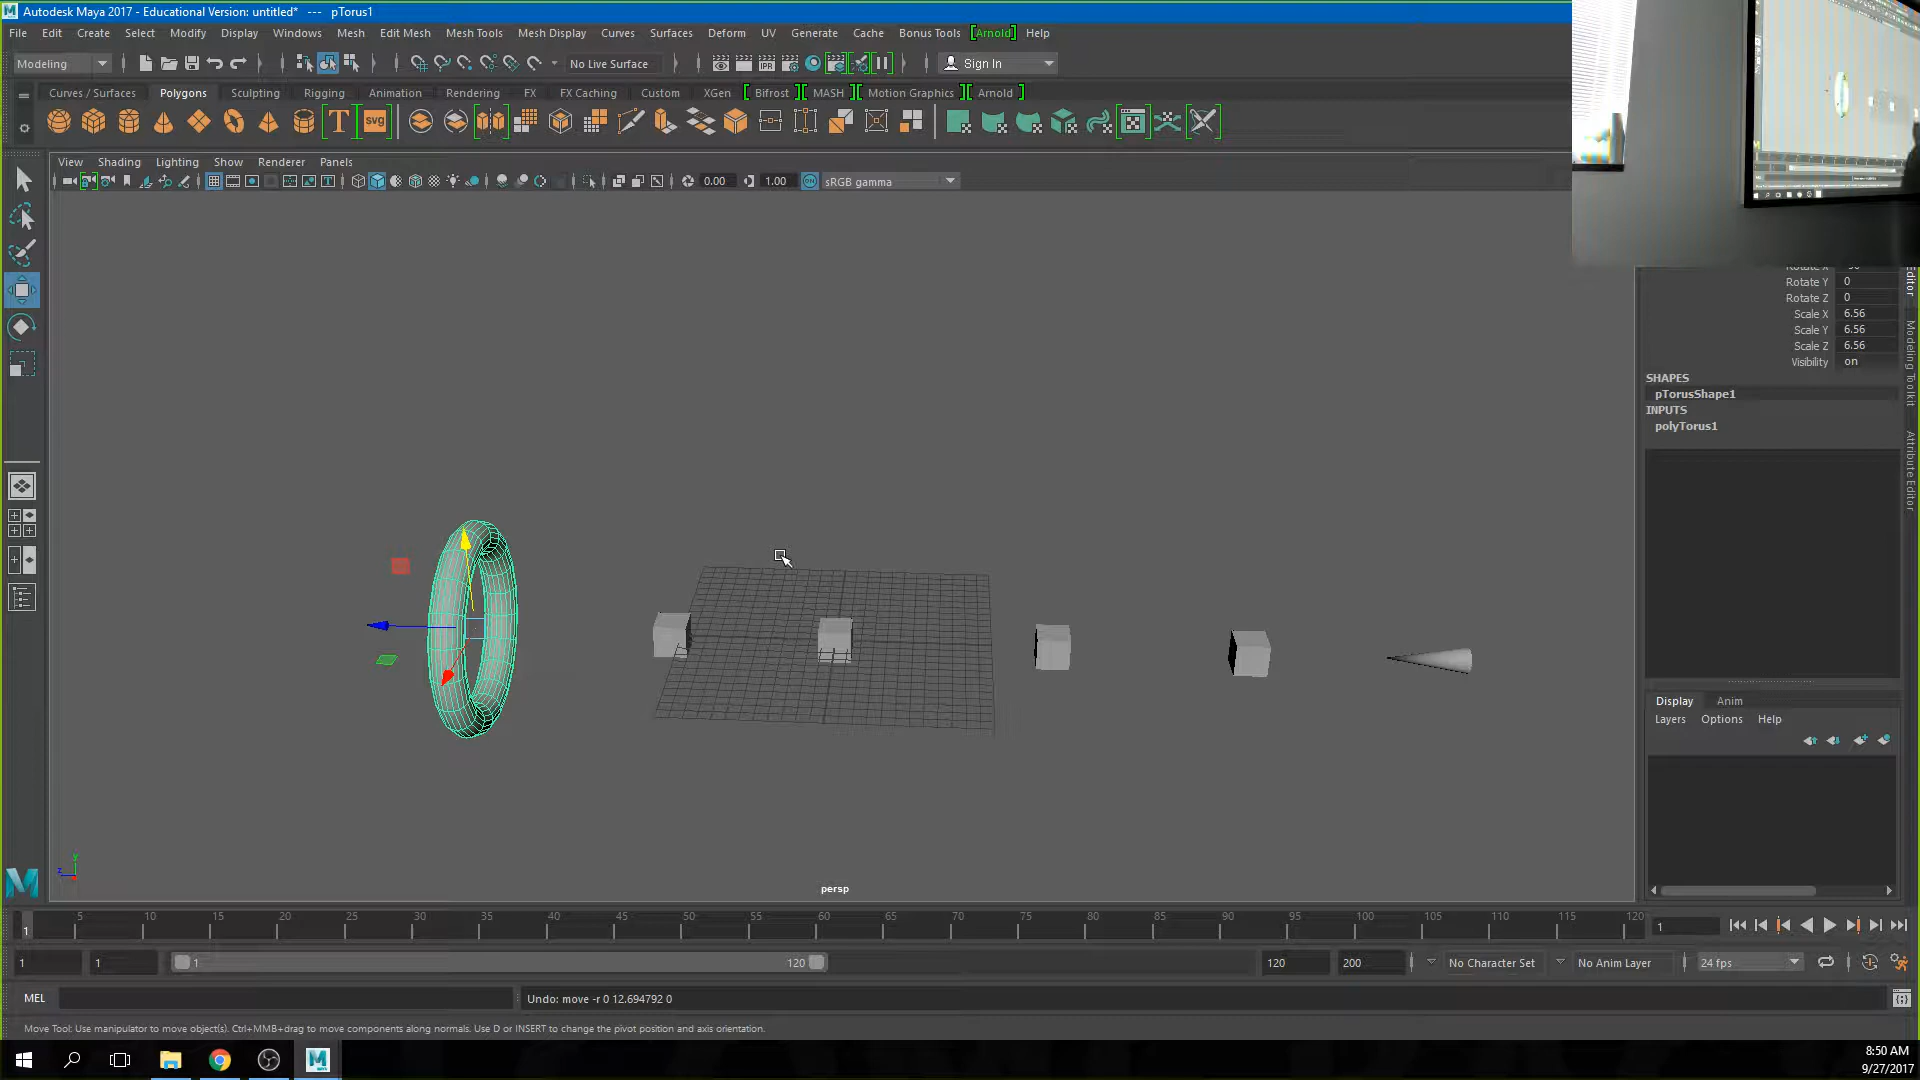 Autodesk Maya 2017 - Educational Version: untitled*   ---   pTorus1
File Edit Create Select Modify Display Windows Mesh Edit Mesh Mesh Tools Mesh Display Curves Surfaces Deform UV Generate Cache Bonus Tools [Arnold] Help
Modeling No Live Surface Sign In
Curves / Surfaces Polygons Sculpting Rigging Animation Rendering FX FX Caching Custom XGen [ Bifrost ] [ MASH ] [ Motion Graphics ] [ Arnold ]
T svg
View Shading Lighting Show Renderer Panels
0.00 1.00 sRGB gamma
Rotate Y 0
Rotate Z 0
Scale X 6.56
Scale Y 6.56
Scale Z 6.56
Visibility on
SHAPES
pTorusShape1
INPUTS
polyTorus1
Modeling Toolkit
Attribute Editor
Display Anim
Layers Options Help
y
z
persp
5 10 15 20 25 30 35 40 45 50 55 60 65 70 75 80 85 90 95 100 105 110 115 120
1 1
1 1 1 120 120 200 No Character Set No Anim Layer 24 fps
MEL Undo: move -r 0 12.694792 0
Move Tool: Use manipulator to move object(s). Ctrl+MMB+drag to move components along normals. Use D or INSERT to change the pivot position and axis orientation.
8:50 AM
9/27/2017